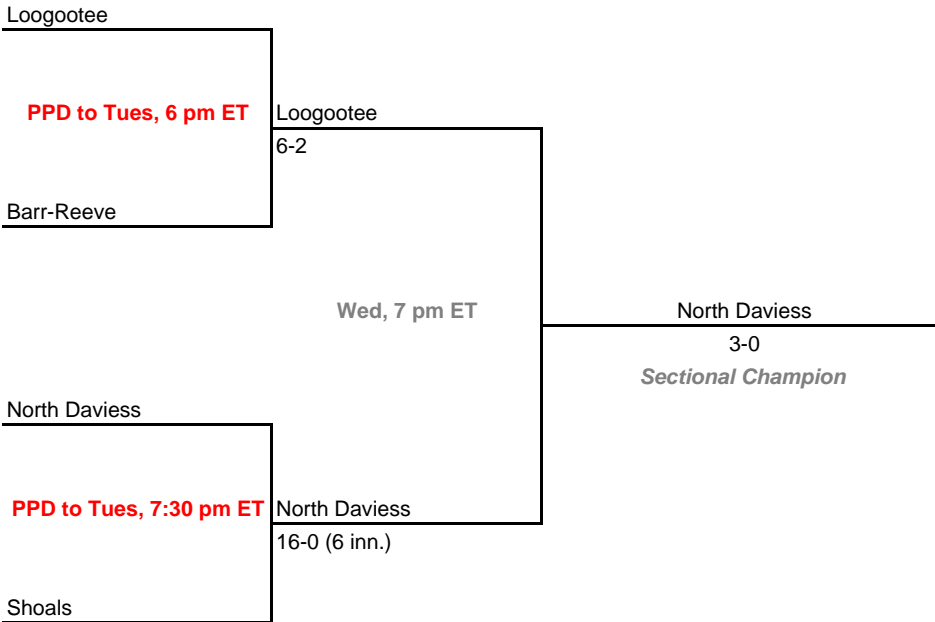 Loogootee
PPD to Tues, 6 pm ET
Loogootee
6-2
Barr-Reeve
Wed, 7 pm ET
North Daviess
3-0
Sectional Champion
North Daviess
PPD to Tues, 7:30 pm ET
North Daviess
16-0 (6 inn.)
Shoals